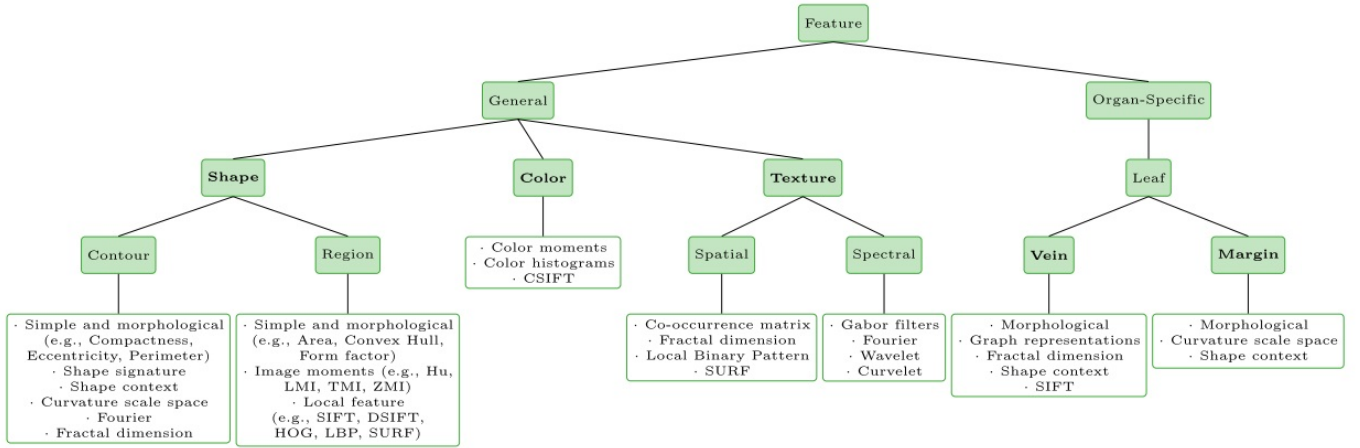 Feature
General
Organ-Specific
Shape
Color
Texture
Leaf
Contour
Region
· Color moments
· Color histograms
· CSIFT
Spatial
Spectral
Vein
Margin
· Simple and morphological
(e.g., Compactness,
Eccentricity, Perimeter)
· Shape signature
· Shape context
· Curvature scale space
· Fourier
· Fractal dimension
· Simple and morphological
(e.g., Area, Convex Hull,
Form factor)
· Image moments (e.g., Hu,
LMI, TMI, ZMI)
· Local feature
(e.g., SIFT, DSIFT,
HOG, LBP, SURF)
· Co-occurrence matrix
· Fractal dimension
· Local Binary Pattern
· SURF
· Gabor filters
· Fourier
· Wavelet
· Curvelet
· Morphological
· Graph representations
· Fractal dimension
· Shape context
· SIFT
· Morphological
· Curvature scale space
· Shape context